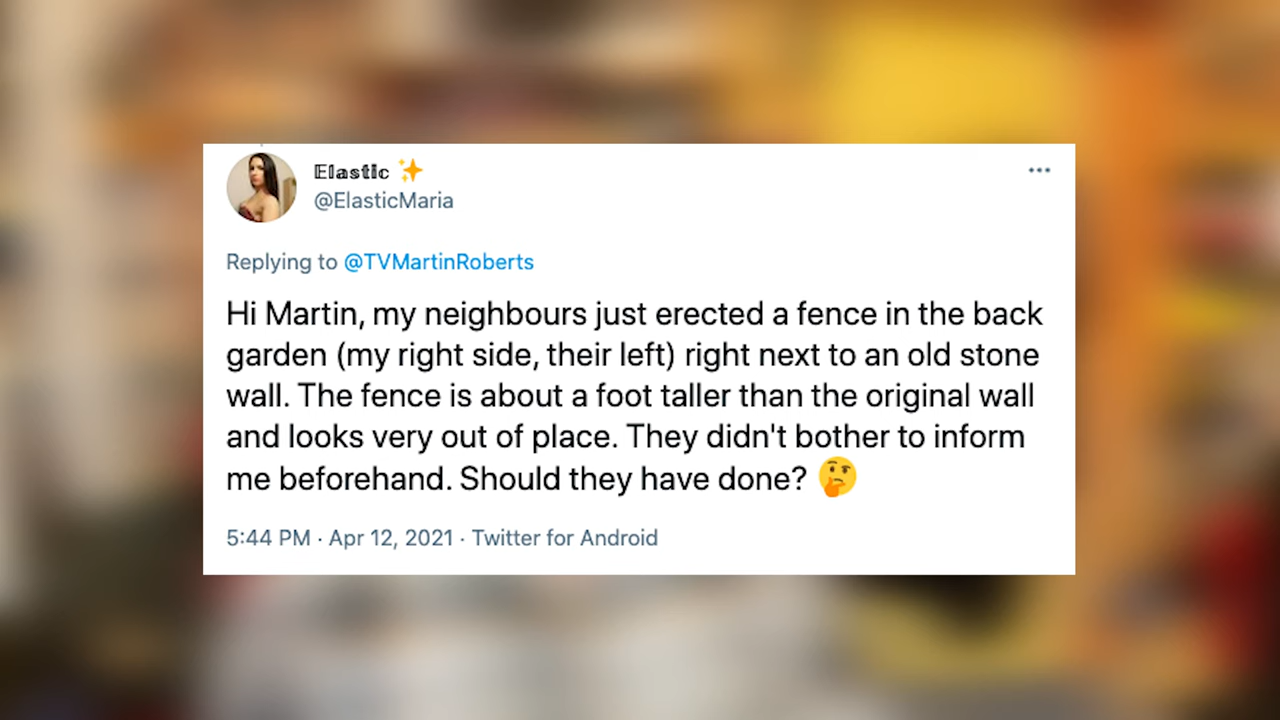 Elastic ✨
@ElasticMaria
Replying to @TVMartinRoberts
Hi Martin, my neighbours just erected a fence in the back
garden (my right side, their left) right next to an old stone
wall. The fence is about a foot taller than the original wall
and looks very out of place. They didn't bother to inform
me beforehand. Should they have done? 🤔
5:44 PM · Apr 12, 2021 · Twitter for Android